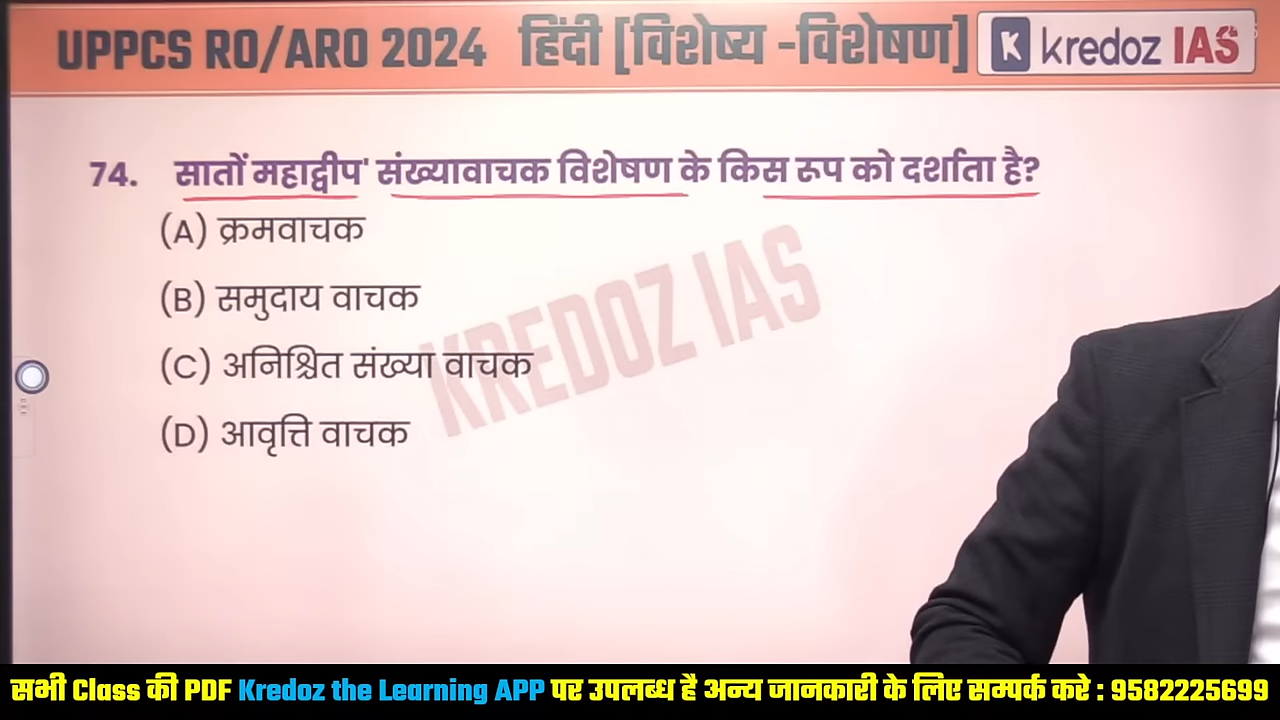 UPPCS RO/ARO 2024 हिंदी [विशेष्य -विशेषण] K kredoz IAS
74. सातों महाद्वीप' संख्यावाचक विशेषण के किस रूप को दर्शाता है?
(A) क्रमवाचक
(B) समुदाय वाचक
(C) अनिश्चित संख्या वाचक
(D) आवृत्ति वाचक
KREDOZ IAS
सभी Class की PDF Kredoz the Learning APP पर उपलब्ध है अन्य जानकारी के लिए सम्पर्क करे : 9582225699